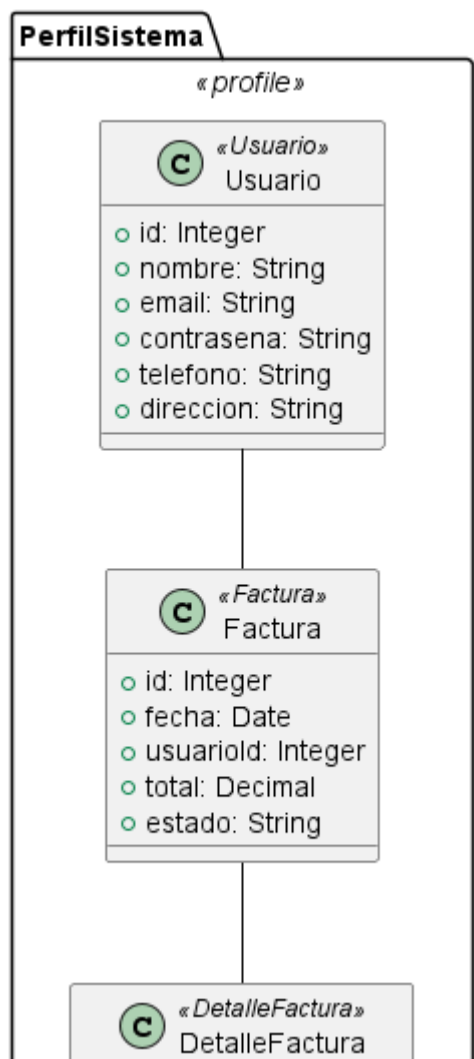 PerfilSistema
«profile»
«Usuario»
C Usuario
id: Integer
nombre: String
email: String
contrasena: String
telefono: String
direccion: String
«Factura»
C Factura
id: Integer
fecha: Date
usuarioId: Integer
total: Decimal
estado: String
«DetalleFactura»
C DetalleFactura